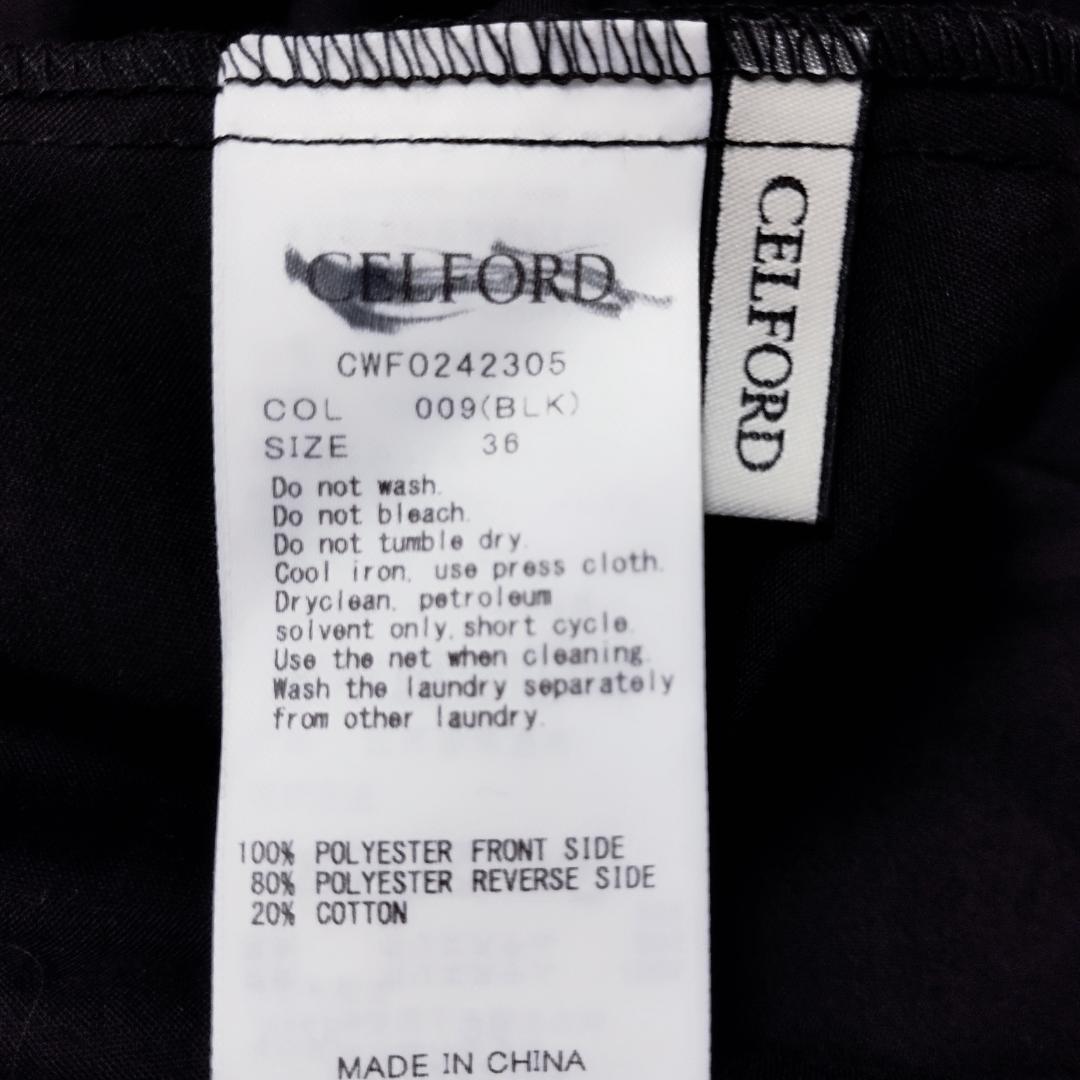 CELFORD
CWF0242305
COL 009(BLK)
SIZE 36
Do not wash.
Do not bleach.
Do not tumble dry.
Cool iron, use press cloth.
Dryclean, petroleum
solvent only, short cycle.
Use the net when cleaning.
Wash the laundry separately
from other laundry.
100% POLYESTER FRONT SIDE
80% POLYESTER REVERSE SIDE
20% COTTON
MADE IN CHINA
CELFORD